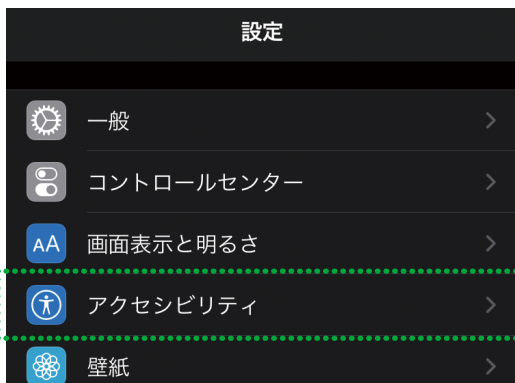 設定
一般
コントロールセンター
AA 画面表示と明るさ
アクセシビリティ
壁紙